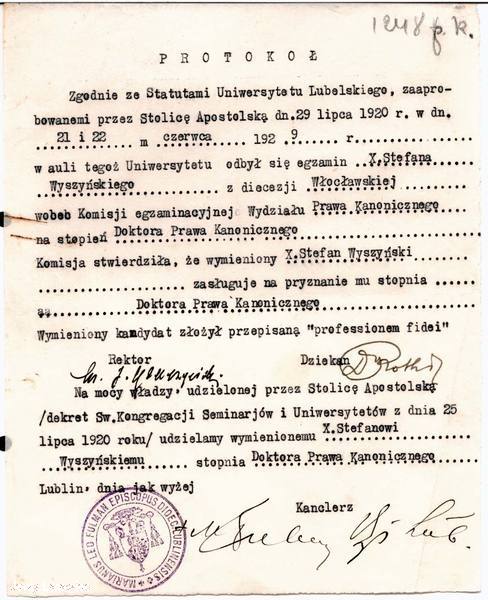 1248 p. k.
PROTOKOŁ
Zgodnie ze Statutami Uniwersytetu Lubelskiego, zaapro-
bowanemi przez Stolicę Apostolską dn.29 lipca 1920 r. w dn.
21 i 22 m czerwca 192 9 r
w auli tegoż Uniwersytetu odbył się egzamin X.Stefana
Wyszyńskiego z diecezji Włocławskiej
wobeb Komisji egzaminacyjnej Wydziału Prawa Kanonicznego
na stopień Doktora Prawa Kanonicznego
Komisja stwierdziła, że wymieniony X.Stefan Wyszyński
zasługuje na pryznanie mu stopnia
Doktora Prawa Kanonicznego
Wymieniony kandydat złożył przepisaną "professionem fidei"
Rektor Dziekan
Na mocy władzy, udzielonej przez Stolicę Apostolską
/dekret Sw.Kongregacji Seminarjów i Uniwersytetów z dnia 25
lipca 1920 roku/ udzielamy wymienionemu X.Stefanowi
Wyszyńskiemu stopnia Doktora Prawa Kanonicznego
Lublin, dnia jak wyżej
Kanclerz
MARIANUS LEO FULMAN EPISCOPUS DIOEC. LUBLINENSIS